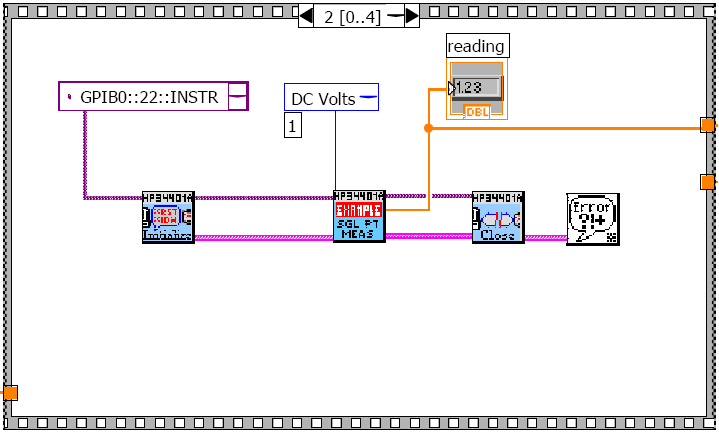 2 [0..4]
reading
1.23
DBL
GPIB0::22::INSTR
DC Volts
1
HP34401A
Initialize
HP34401A
EXAMPLE
SGL PT
MEAS
HP34401A
Close
Error
?!+